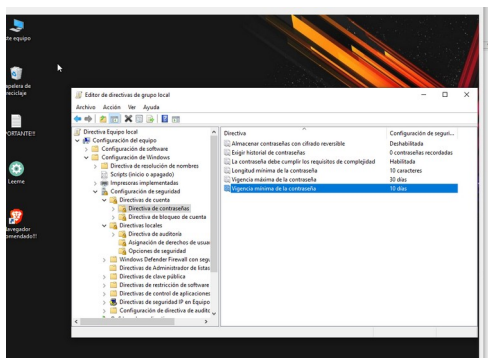 te equipo
apelera de
reciclaje
PORTANTE!!!
Leeme
Navegador
omendado!!!
Editor de directivas de grupo local
Archivo Acción Ver Ayuda
Directiva Equipo local
Configuración del equipo
Configuración de software
Configuración de Windows
Directiva de resolución de nombres
Scripts (inicio o apagado)
Impresoras implementadas
Configuración de seguridad
Directivas de cuenta
Directiva de contraseñas
Directiva de bloqueo de cuenta
Directivas locales
Directiva de auditoría
Asignación de derechos de usuar
Opciones de seguridad
Windows Defender Firewall con segu
Directivas de Administrador de listas
Directivas de clave pública
Directivas de restricción de software
Directivas de control de aplicaciones
Directivas de seguridad IP en Equipo
Configuración de directiva de audito
Directiva Configuración de seguri...
Almacenar contraseñas con cifrado reversible Deshabilitada
Exigir historial de contraseñas 0 contraseñas recordadas
La contraseña debe cumplir los requisitos de complejidad Habilitada
Longitud mínima de la contraseña 10 caracteres
Vigencia máxima de la contraseña 30 días
Vigencia mínima de la contraseña 10 días